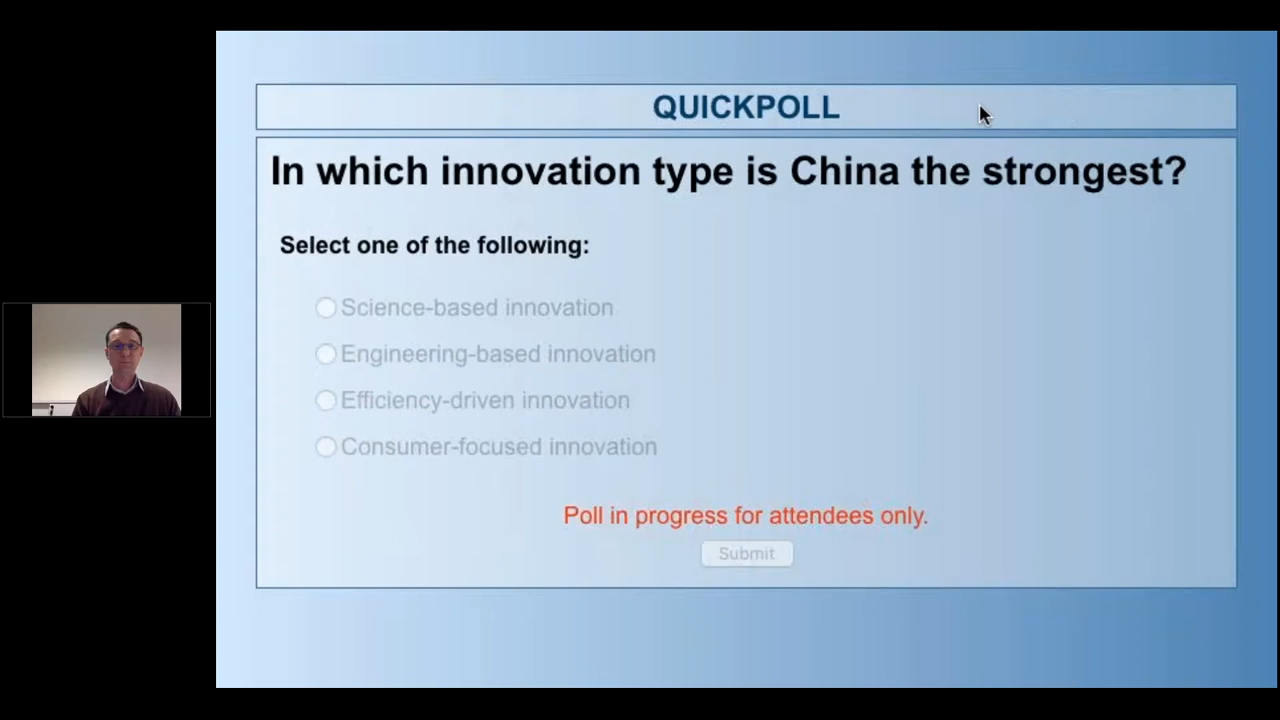 QUICKPOLL
In which innovation type is China the strongest?
Select one of the following:
Science-based innovation
Engineering-based innovation
Efficiency-driven innovation
Consumer-focused innovation
Poll in progress for attendees only.
Submit